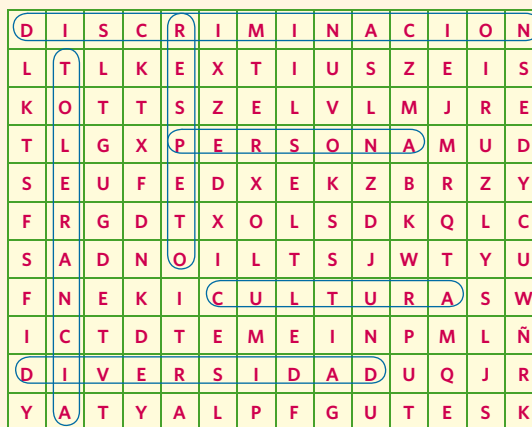 D I S C R I M I N A C I O N
L T L K E X T I U S Z E I S
K O T T S Z E L V L M J R E
T L G X P E R S O N A M U D
S E U F E D X E K Z B R Z Y
F R G D T X O L S D K Q L C
S A D N O I L T S J W T Y U
F N E K I C U L T U R A S W
I C T D T E M E I N P M L Ñ
D I V E R S I D A D U Q J R
Y A T Y A L P F G U T E S K